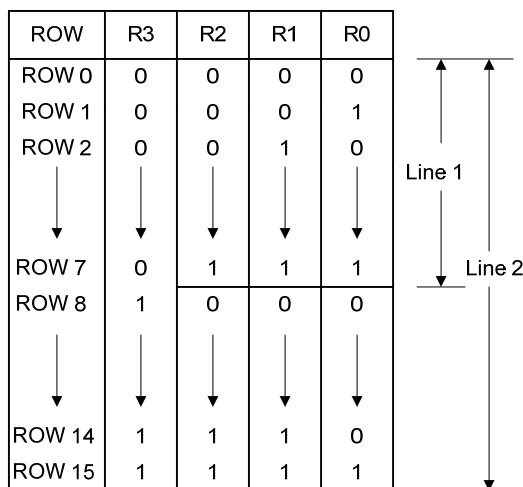 ROW R3 R2 R1 R0
ROW 0 0 0 0 0
ROW 1 0 0 0 1
ROW 2 0 0 1 0
Line 1
ROW 7 0 1 1 1
Line 2
ROW 8 1 0 0 0
ROW 14 1 1 1 0
ROW 15 1 1 1 1